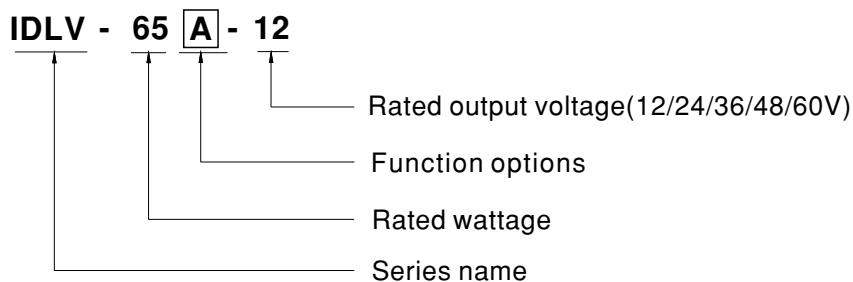 IDLV - 65 A - 12
Rated output voltage(12/24/36/48/60V)
Function options
Rated wattage
Series name